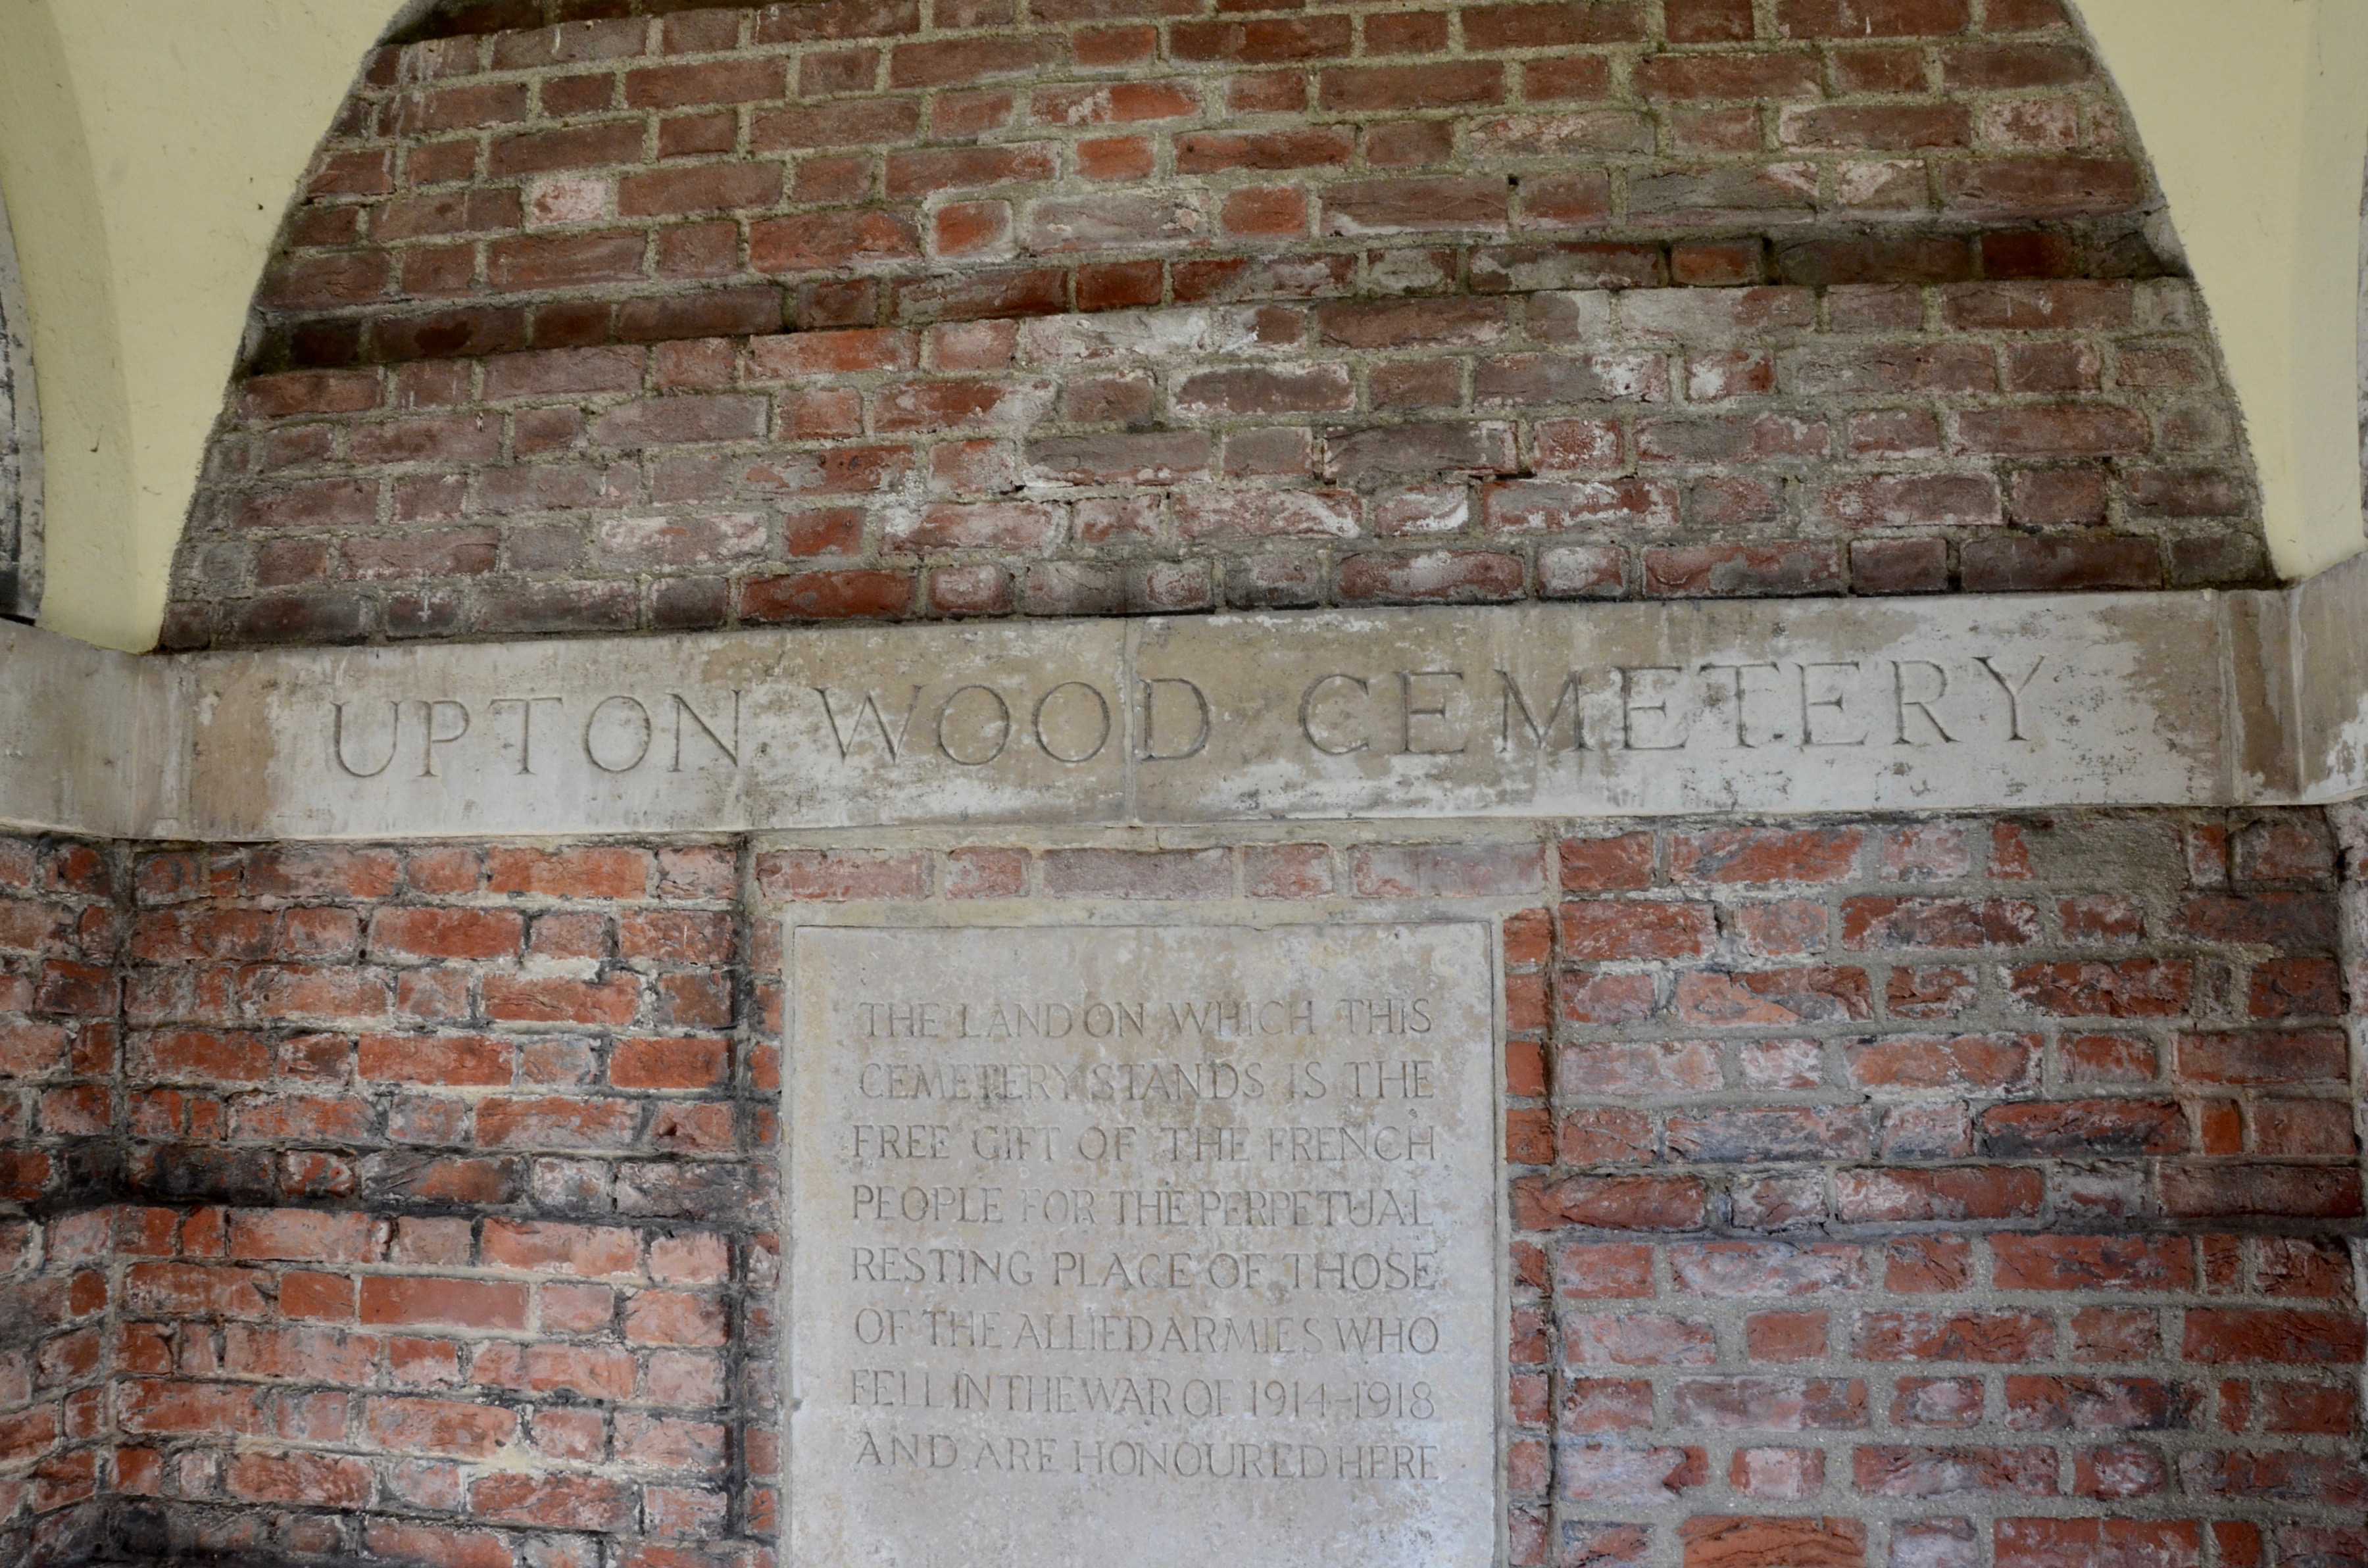 UPTON WOOD CEMETERY
THE LAND ON WHICH THIS
CEMETERY STANDS IS THE
FREE GIFT OF THE FRENCH
PEOPLE FOR THE PERPETUAL
RESTING PLACE OF THOSE
OF THE ALLIED ARMIES WHO
FELL IN THE WAR OF 1914-1918
AND ARE HONOURED HERE